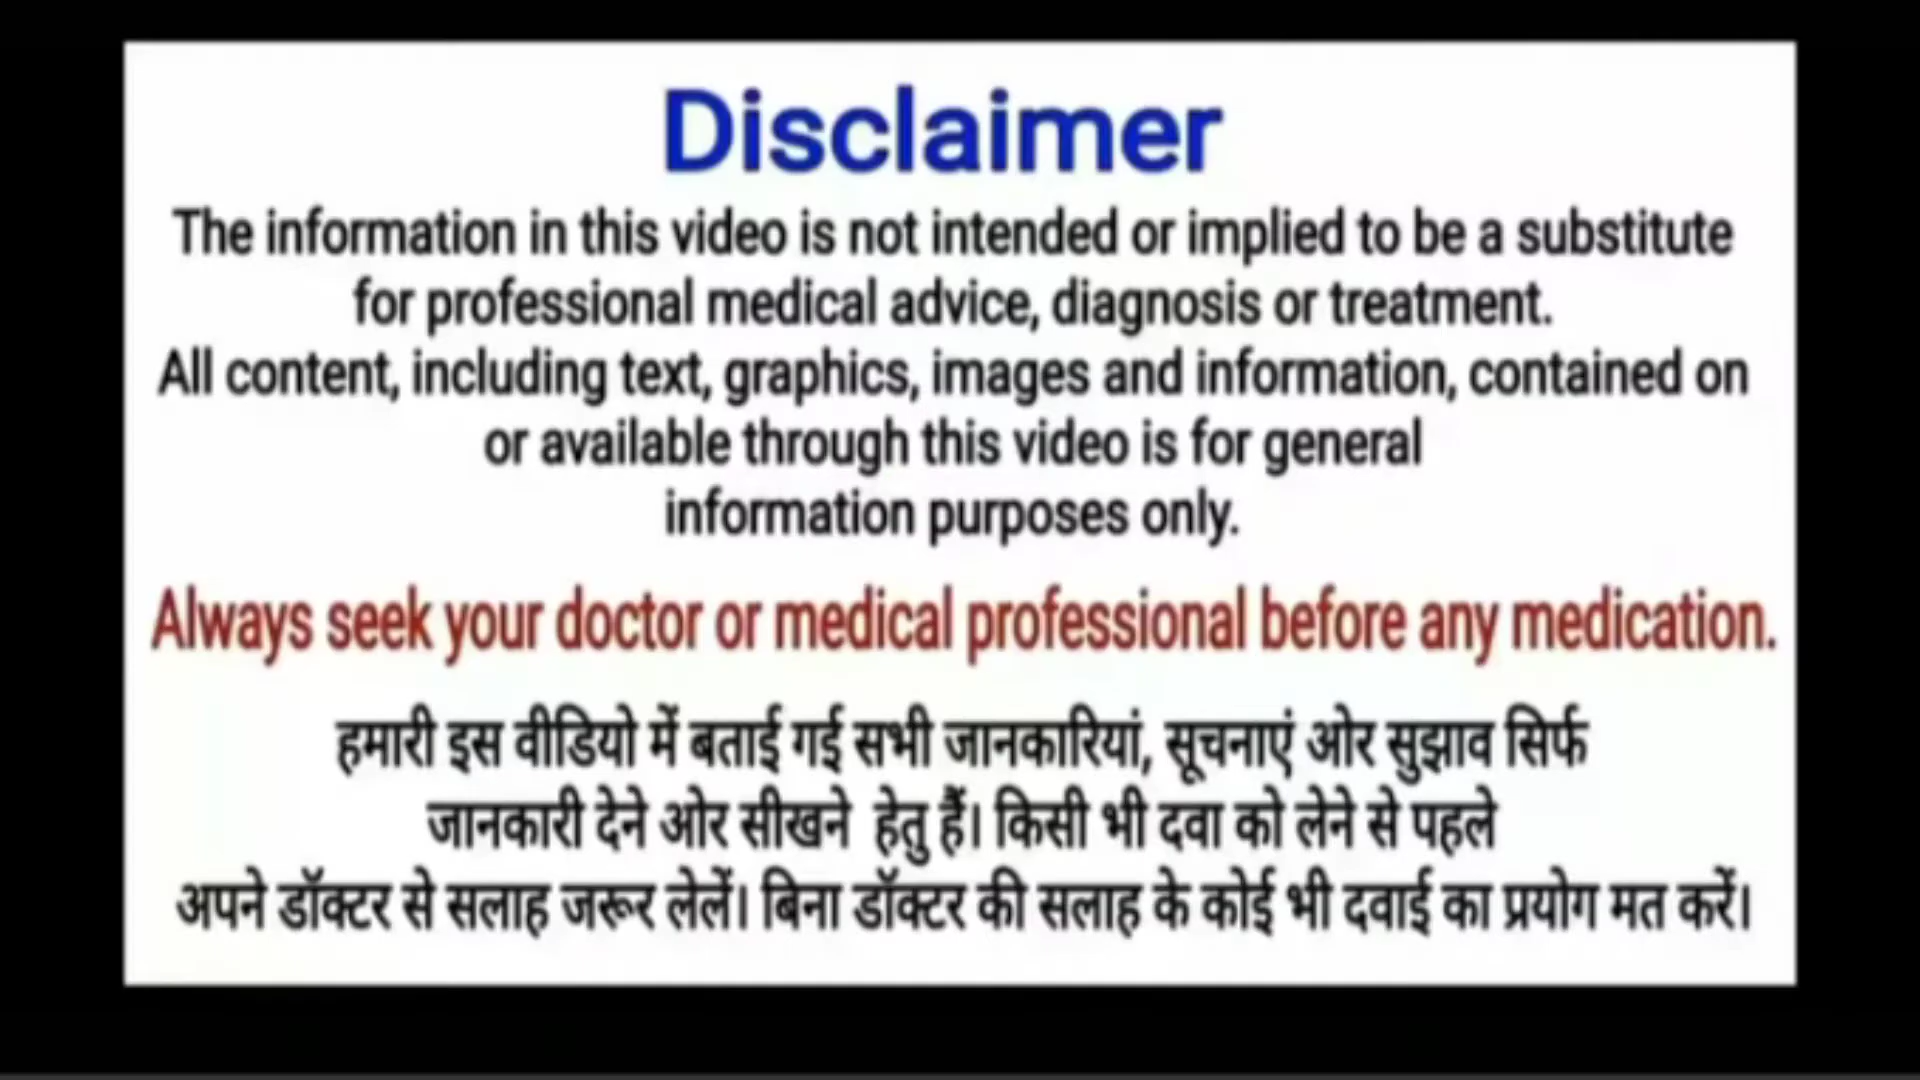 Disclaimer
The information in this video is not intended or implied to be a substitute
for professional medical advice, diagnosis or treatment.
All content, including text, graphics, images and information, contained on
or available through this video is for general
information purposes only.
Always seek your doctor or medical professional before any medication.
हमारी इस वीडियो में बताई गई सभी जानकारियां, सूचनाएं ओर सुझाव सिर्फ
जानकारी देने ओर सीखने हेतु हैं। किसी भी दवा को लेने से पहले
अपने डॉक्टर से सलाह जरूर लेलें। बिना डॉक्टर की सलाह के कोई भी दवाई का प्रयोग मत करें।